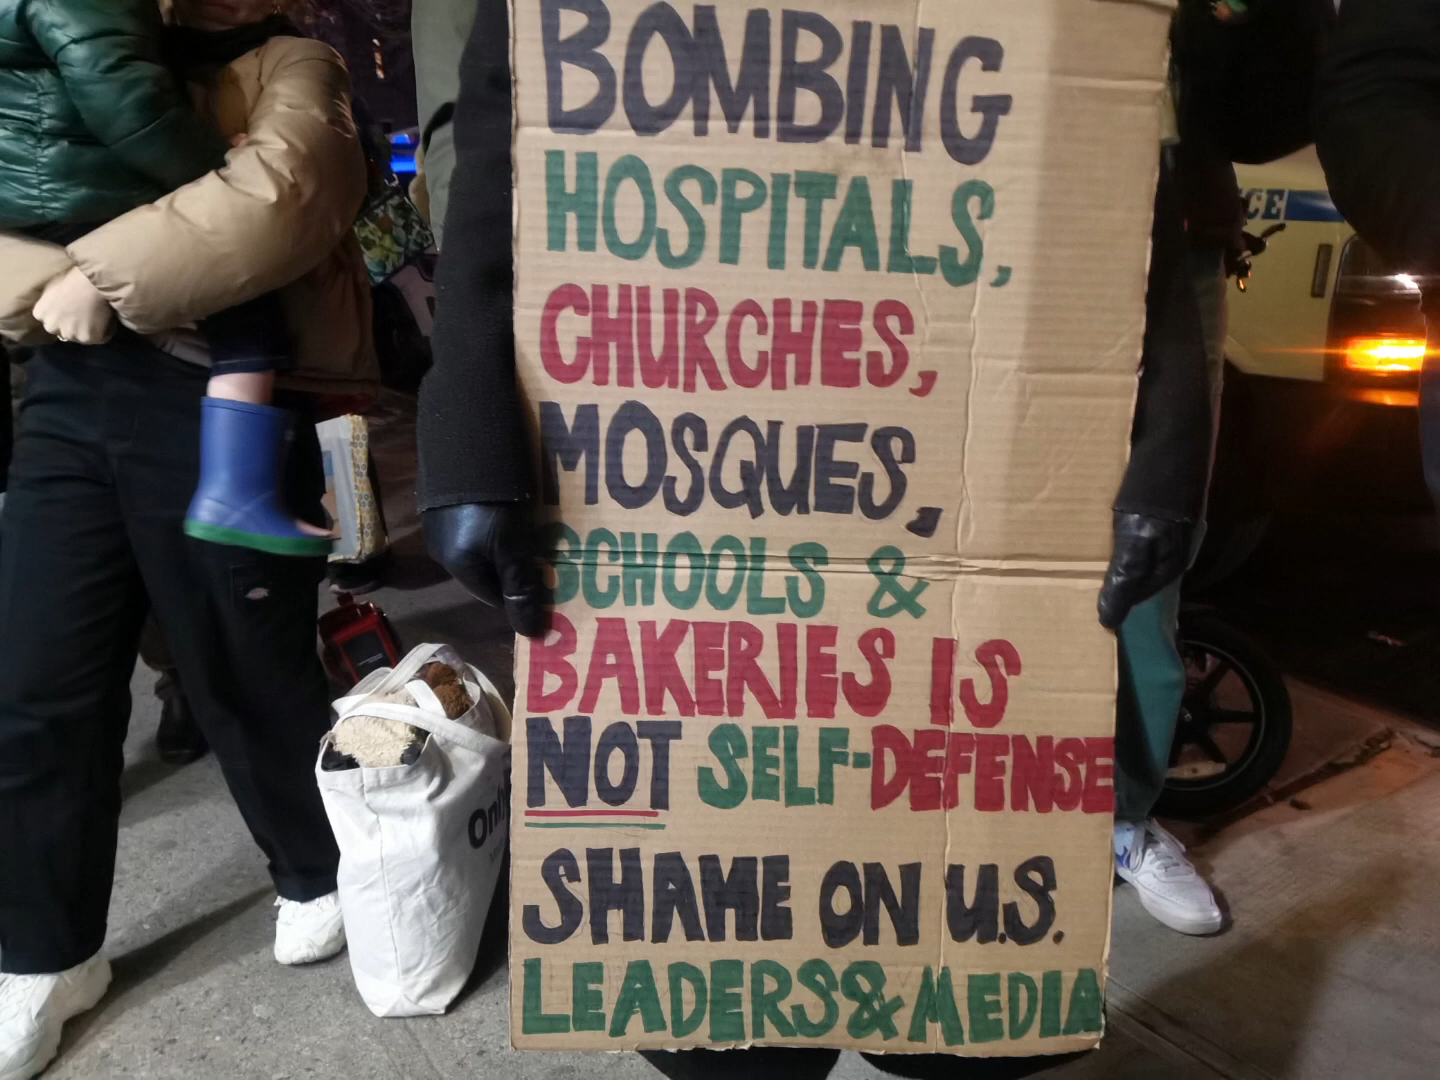 BOMBING
HOSPITALS,
CHURCHES,
MOSQUES,
SCHOOLS &
BAKERIES IS
NOT SELF-DEFENSE
SHAME ON U.S.
LEADERS & MEDIA